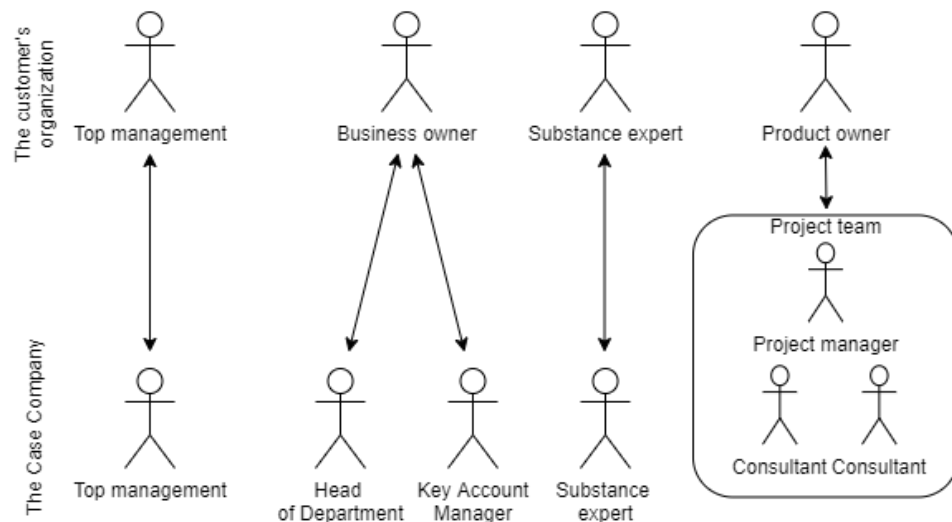 The customer's
organization
Top management
Business owner
Substance expert
Product owner
Project team
Project manager
Consultant Consultant
The Case Company
Top management
Head
of Department
Key Account
Manager
Substance
expert